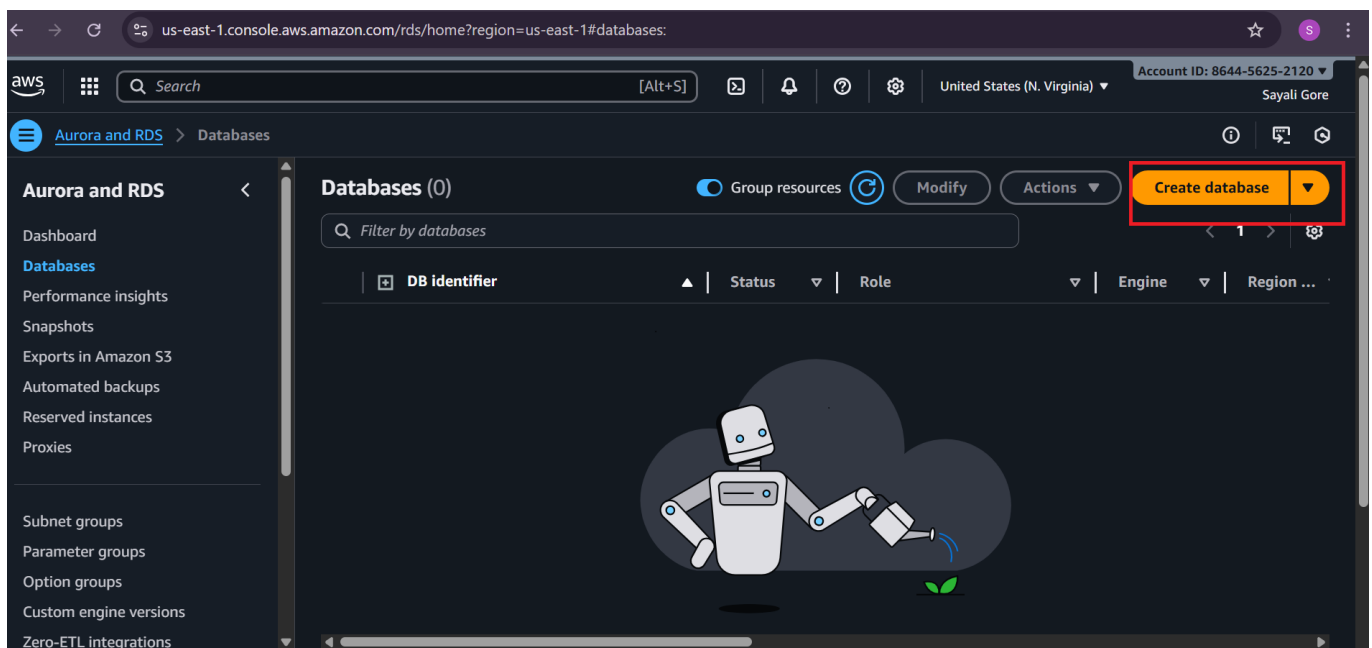 us-east-1.console.aws.amazon.com/rds/home?region=us-east-1#databases:
S
aws
Search
[Alt+S]
United States (N. Virginia)
Account ID: 8644-5625-2120
Sayali Gore
Aurora and RDS > Databases
Aurora and RDS
Dashboard
Databases
Performance insights
Snapshots
Exports in Amazon S3
Automated backups
Reserved instances
Proxies
Subnet groups
Parameter groups
Option groups
Custom engine versions
Zero-ETL integrations
Databases (0)
Group resources
Modify
Actions
Create database
Filter by databases
1
DB identifier
Status
Role
Engine
Region ...